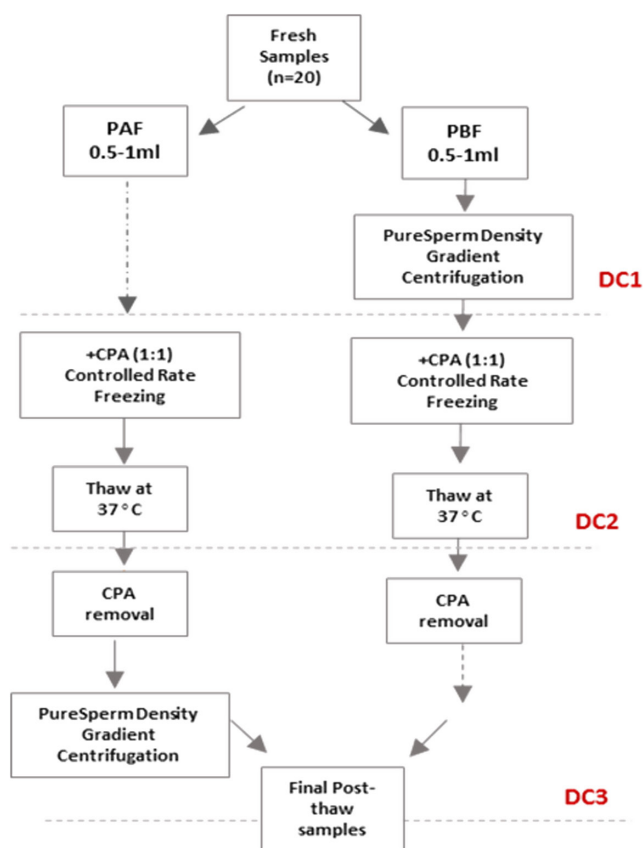 Fresh
Samples
(n=20)
PAF
0.5-1ml
PBF
0.5-1ml
PureSperm Density
Gradient
Centrifugation
DC1
+CPA (1:1)
Controlled Rate
Freezing
+CPA (1:1)
Controlled Rate
Freezing
Thaw at
37°C
Thaw at
37°C
DC2
CPA
removal
CPA
removal
PureSperm Density
Gradient
Centrifugation
Final Post-
thaw
samples
DC3